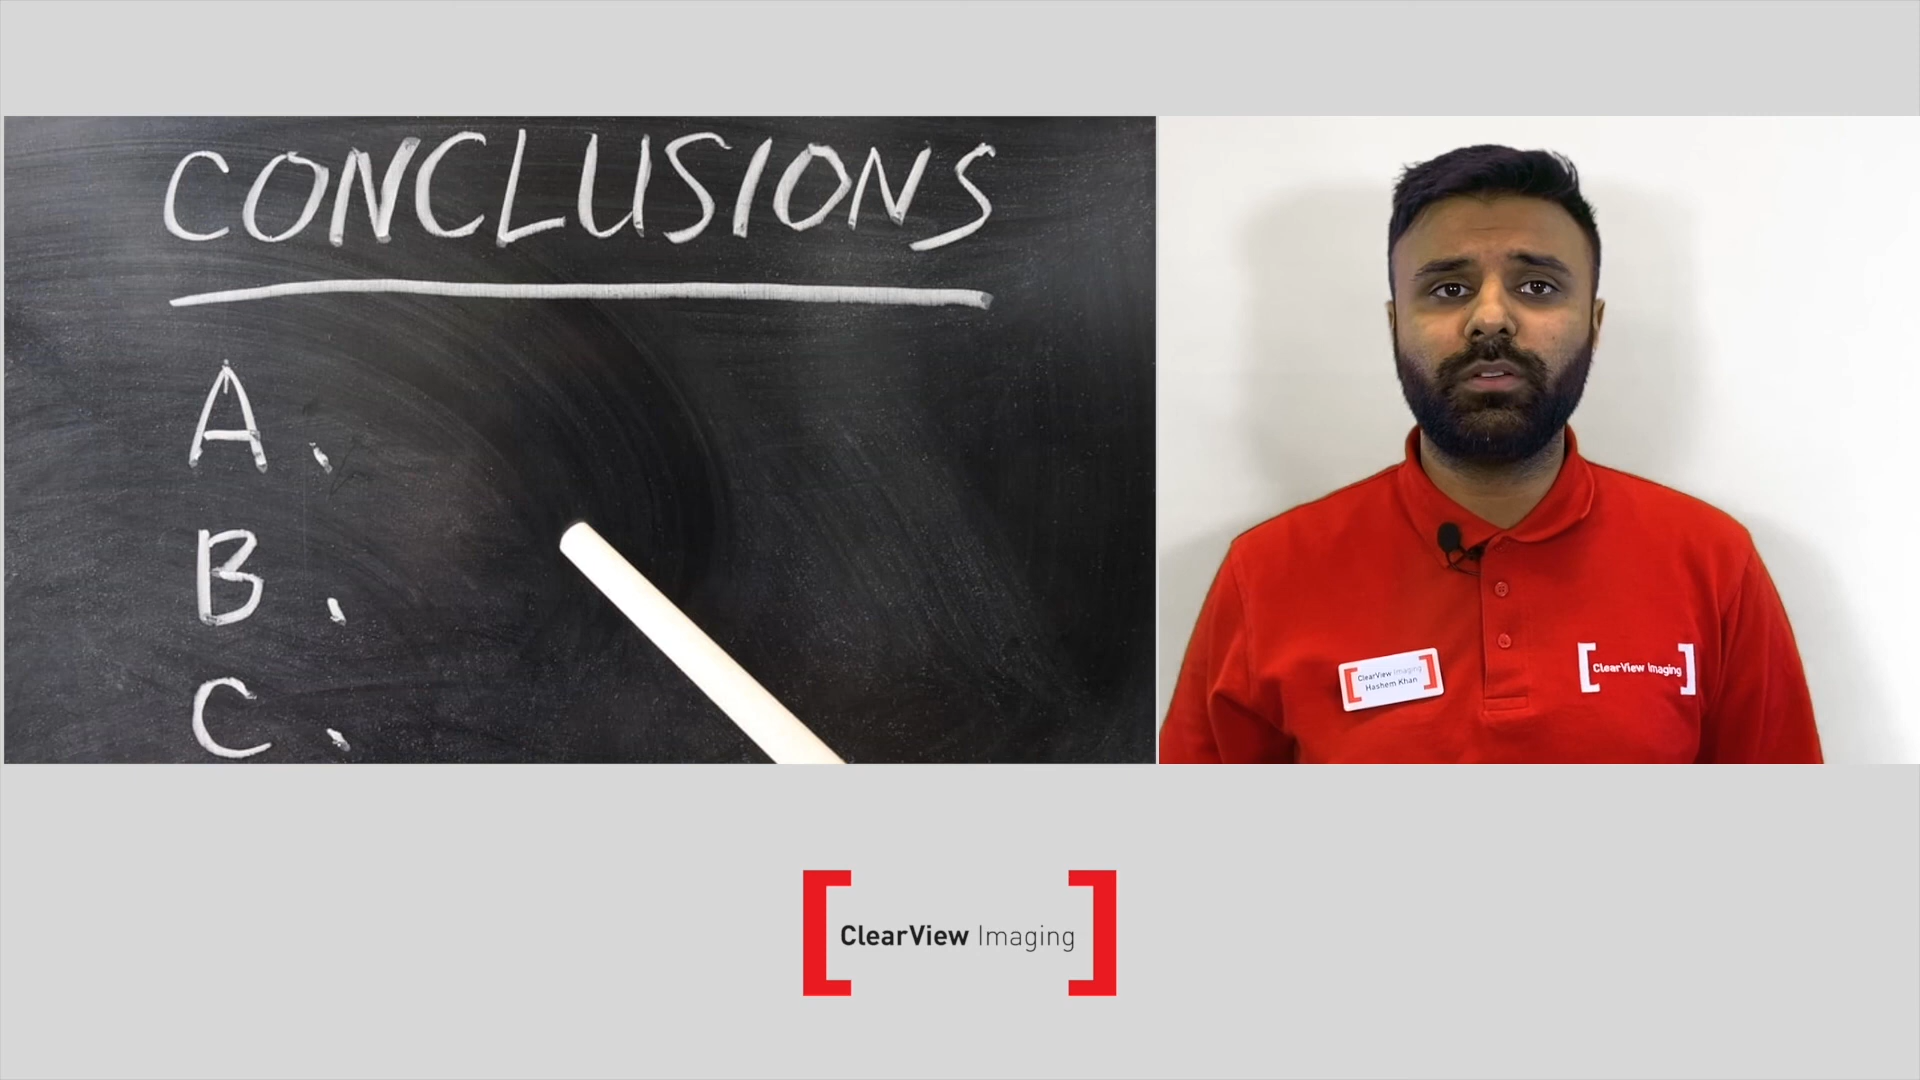 CONCLUSIONS
A.
B.
C.
ClearView Imaging
Hashem Khan
ClearView Imaging
ClearView Imaging